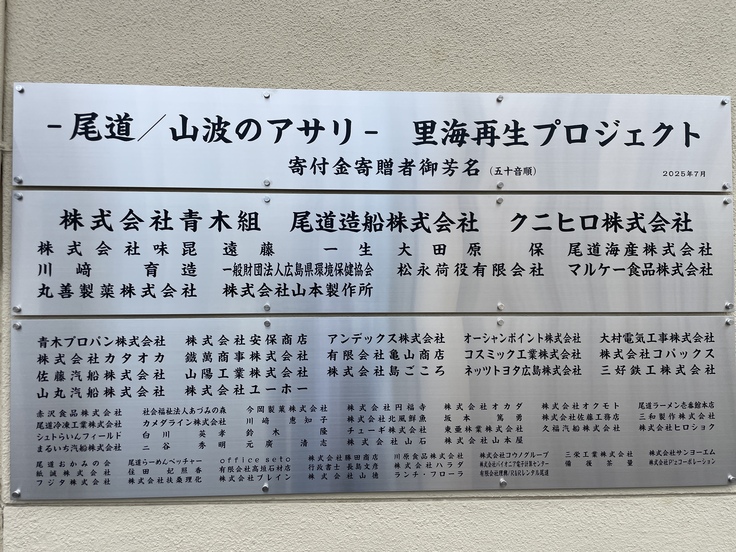 －尾道／山波のアサリ－　里海再生プロジェクト
寄付金寄贈者御芳名（五十音順）
2025年7月
株式会社青木組　尾道造船株式会社　クニヒロ株式会社
株式会社味昆　遠藤一生　大田原保　尾道海産株式会社
川﨑育造　一般財団法人広島県環境保健協会　松永荷役有限会社　マルケー食品株式会社
丸善製薬株式会社　株式会社山本製作所
青木プロパン株式会社　株式会社安保商店　アンデックス株式会社　オーシャンポイント株式会社　大村電気工事株式会社
株式会社カタオカ　鐵萬商事株式会社　有限会社亀山商店　コスミック工業株式会社　株式会社コバックス
佐藤汽船株式会社　山陽工業株式会社　株式会社島ごころ　ネッツトヨタ広島株式会社　三好鉄工株式会社
山丸汽船株式会社　株式会社ユーホー
赤沢食品株式会社　社会福祉法人あづみの森　今岡製菓株式会社　株式会社円福寺　株式会社オカダ　株式会社オクモト　尾道ラーメン壱番館本店
尾道冷凍工業株式会社　カメダライン株式会社　川﨑恵知子　株式会社北風鮮魚　坂本篤勇　株式会社佐藤工務店　三和製作株式会社
シュトらいんフィールド　白川英孝　鈴木隆　チューギ株式会社　東亜林業株式会社　久福汽船株式会社　株式会社ヒロショク
まるいち汽船株式会社　二谷秀明　元廣清志　株式会社山石　株式会社山本屋
尾道おかみの会　尾道らーめんベッチャー　office seto　株式会社勝田商店　川原食品株式会社　株式会社コウノグループ　三栄工業株式会社　株式会社サンヨーエム
鮎誠株式会社　住田紀照香　有限会社高垣石材店　行政書士長島文彦　株式会社ハラダ　株式会社パイオニア電子計算センター　備後茶量　株式会社Dコーポレーション
フジタ株式会社　株式会社扶桑理化　株式会社ブレイン　株式会社山徳　ランチ・フローラ